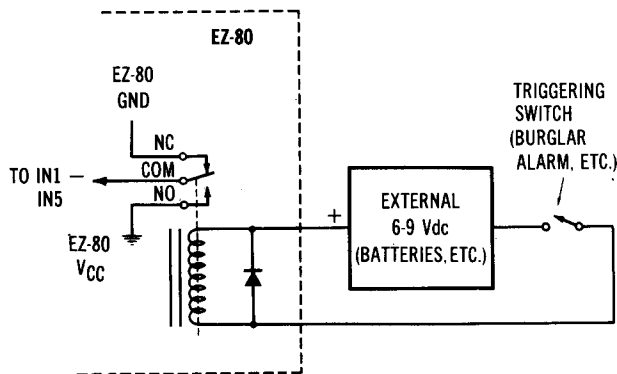 EZ-80
EZ-80
GND
NC
COM
NO
TO IN1 –
IN5
EZ-80
VCC
+
EXTERNAL
6-9 Vdc
(BATTERIES, ETC.)
TRIGGERING
SWITCH
(BURGLAR
ALARM, ETC.)